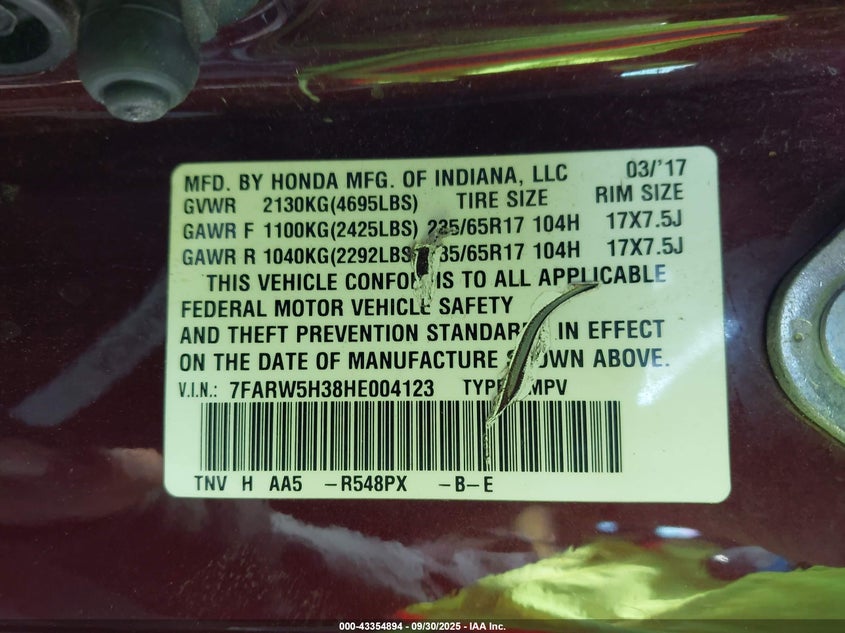 MFD. BY HONDA MFG. OF INDIANA, LLC 03/'17
GVWR 2130KG(4695LBS) TIRE SIZE RIM SIZE
GAWR F 1100KG(2425LBS) 235/65R17 104H 17X7.5J
GAWR R 1040KG(2292LBS 35/65R17 104H 17X7.5J
THIS VEHICLE CONFO IS TO ALL APPLICABLE
FEDERAL MOTOR VEHICLE SAFETY
AND THEFT PREVENTION STANDAR IN EFFECT
ON THE DATE OF MANUFACTURE S OWN ABOVE.
V.I.N.: 7FARW5H38HE004123 TYPE MPV
TNV H AA5 -R548PX -B-E
000-43354894 - 09/30/2025 - IAA Inc.